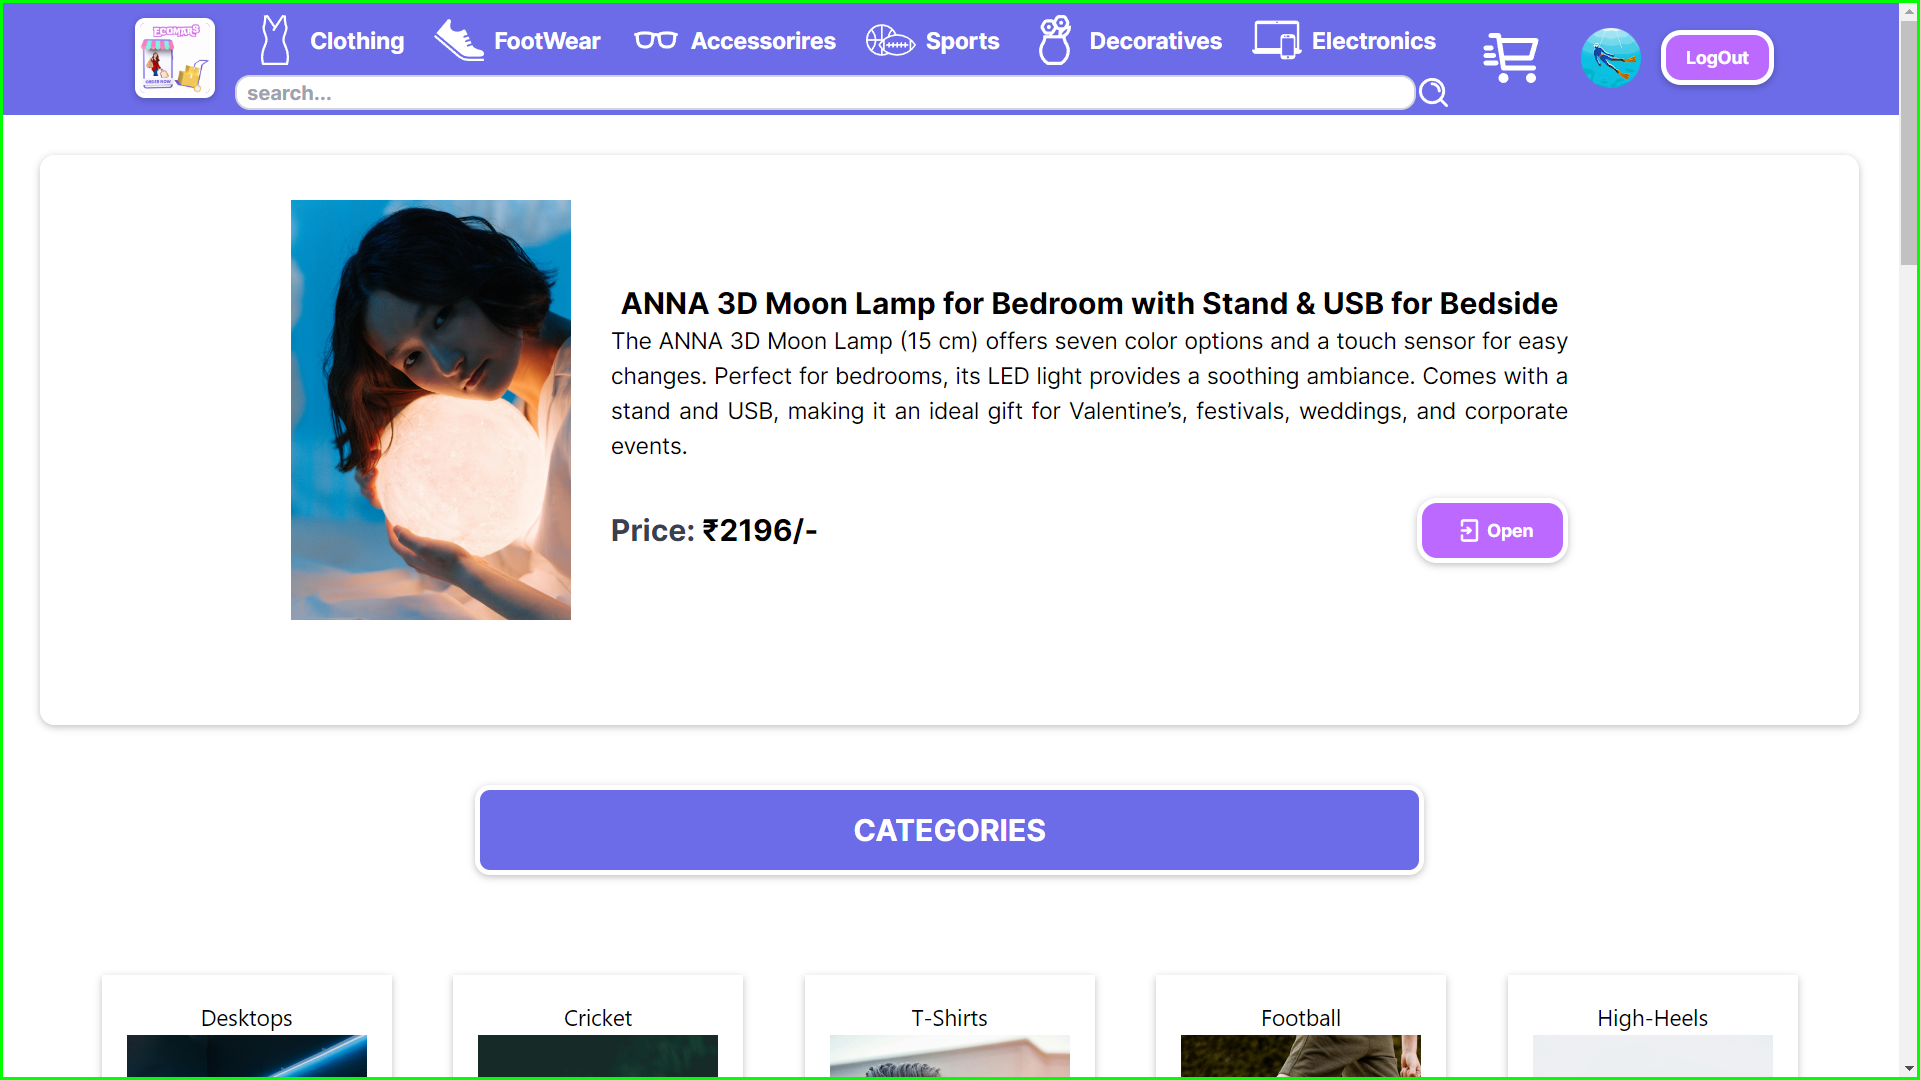 ECOMARS
ORDER NOW
Clothing
FootWear
Accessorires
Sports
Decoratives
Electronics
LogOut
search...
ANNA 3D Moon Lamp for Bedroom with Stand & USB for Bedside
The ANNA 3D Moon Lamp (15 cm) offers seven color options and a touch sensor for easy
changes. Perfect for bedrooms, its LED light provides a soothing ambiance. Comes with a
stand and USB, making it an ideal gift for Valentine’s, festivals, weddings, and corporate
events.
Price: ₹2196/-
Open
CATEGORIES
Desktops
Cricket
T-Shirts
Football
High-Heels